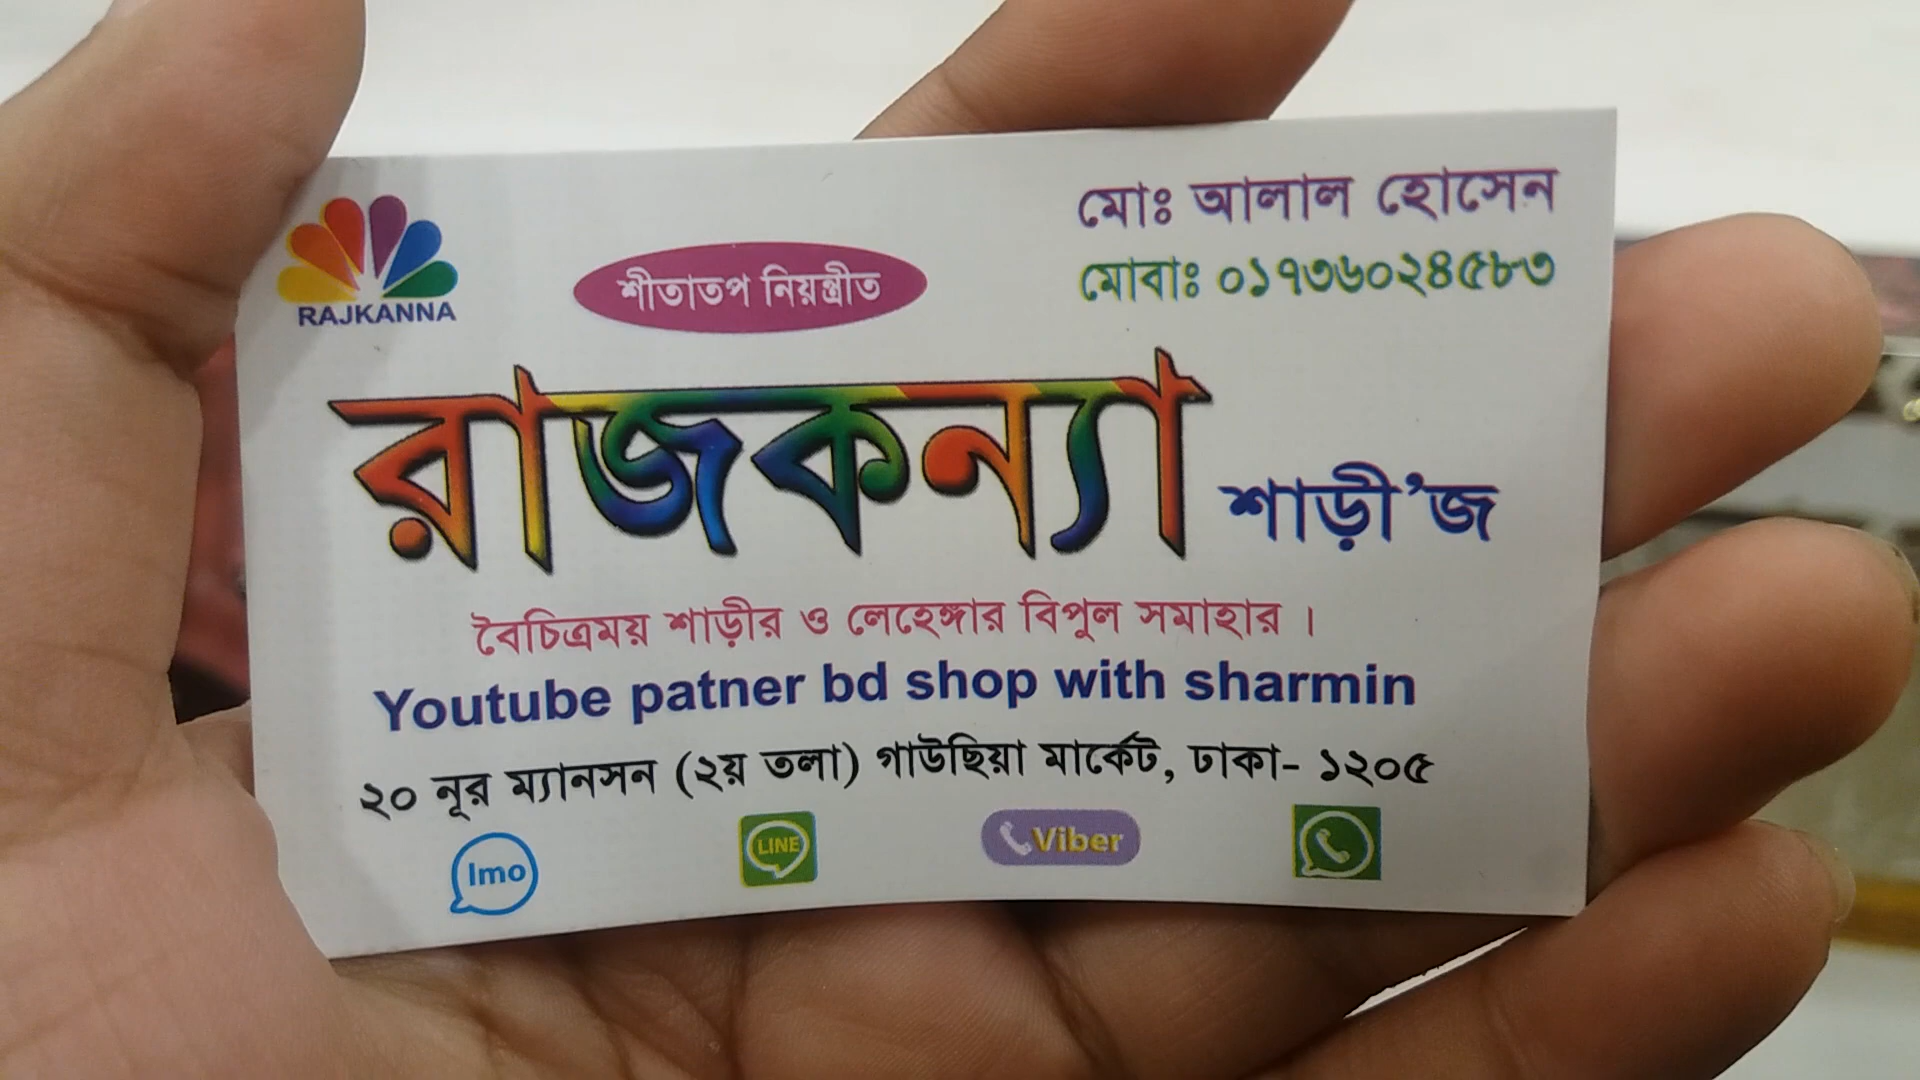 RAJKANNA
শীতাতপ নিয়ন্ত্রীত
মোঃ আলাল হোসেন
মোবাঃ ০১৭৩৬০২৪৫৮৩
রাজকন্যা শাড়ী’জ
বৈচিত্রময় শাড়ীর ও লেহেঙ্গার বিপুল সমাহার ।
Youtube patner bd shop with sharmin
২০ নূর ম্যানসন (২য় তলা) গাউছিয়া মার্কেট, ঢাকা- ১২০৫
Imo LINE Viber